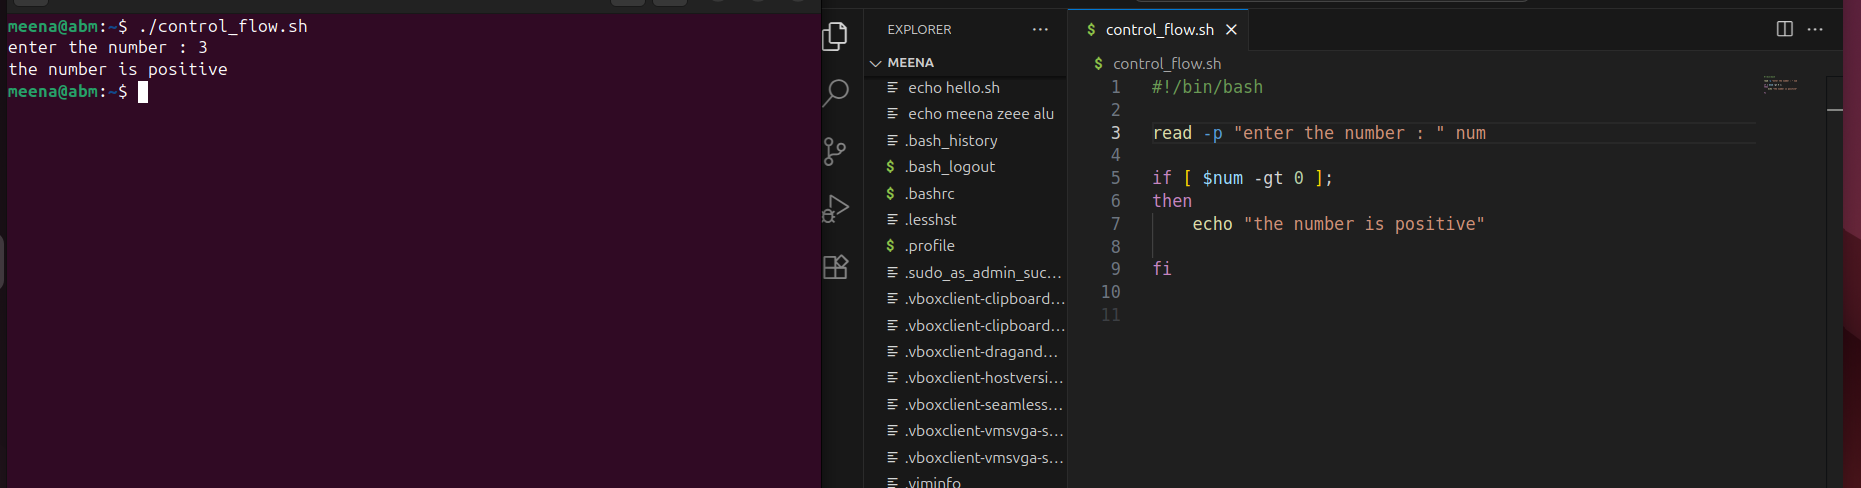 meena@abm:~$ ./control_flow.sh
enter the number : 3
the number is positive
meena@abm:~$
EXPLORER
MEENA
echo hello.sh
echo meena zeee alu
.bash_history
$ .bash_logout
$ .bashrc
.lesshst
$ .profile
.sudo_as_admin_suc...
.vboxclient-clipboard...
.vboxclient-clipboard...
.vboxclient-dragand...
.vboxclient-hostversi...
.vboxclient-seamless...
.vboxclient-vmsvga-s...
.vboxclient-vmsvga-s...
.viminfo
$ control_flow.sh
$ control_flow.sh
1 #!/bin/bash
2
3 read -p "enter the number : " num
4
5 if [ $num -gt 0 ];
6 then
7     echo "the number is positive"
8
9 fi
10
11